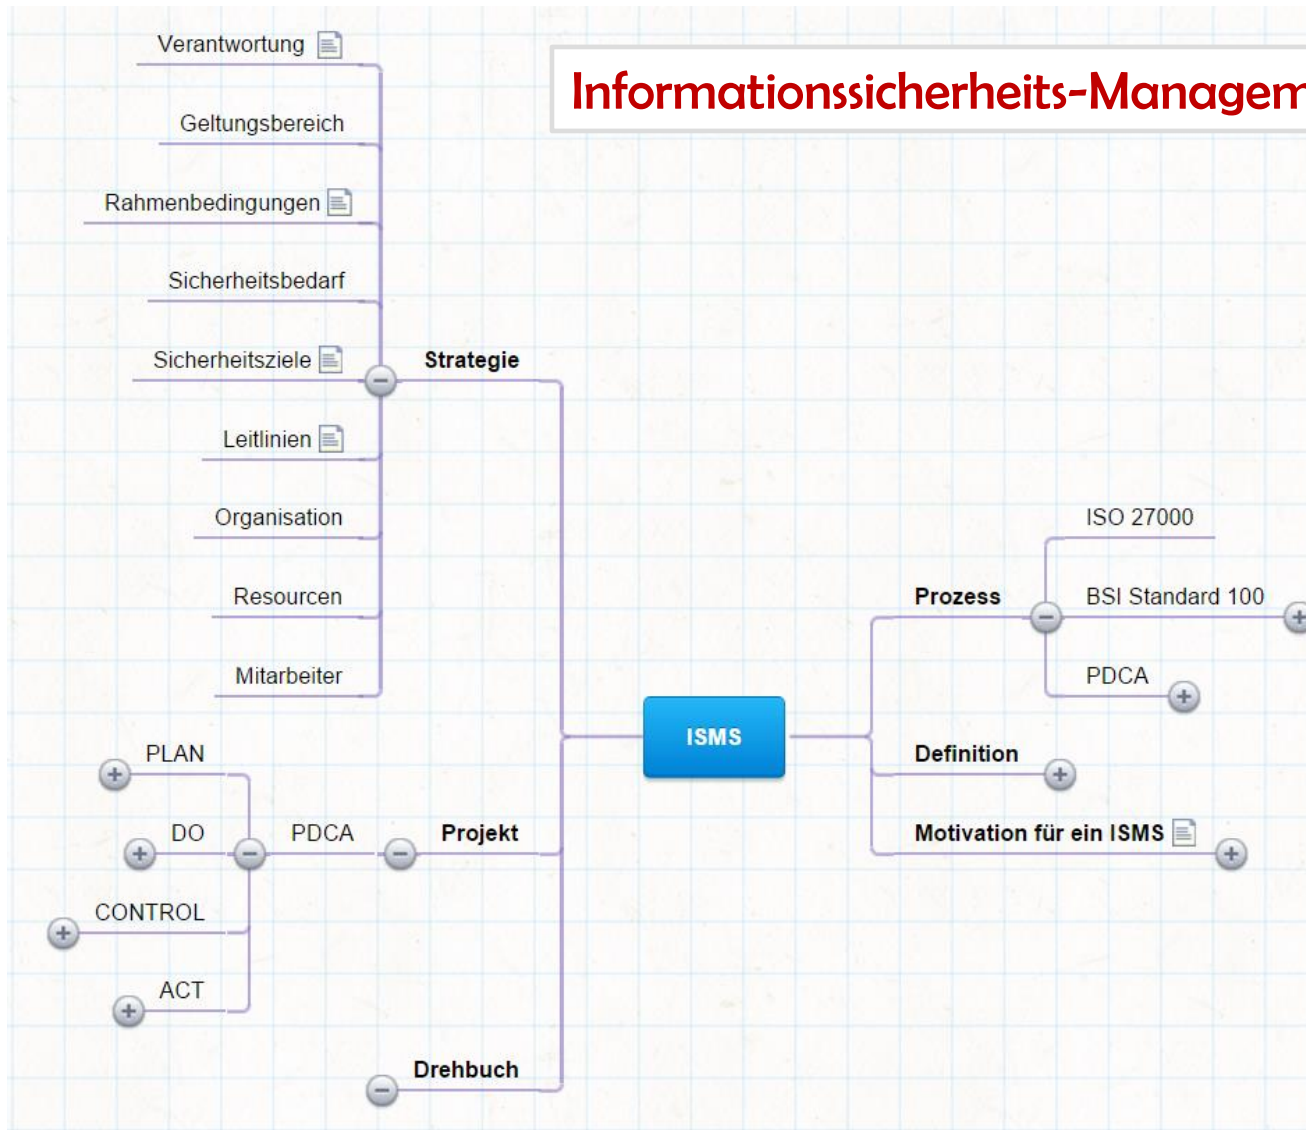 Informationssicherheits-Managem
Verantwortung
Geltungsbereich
Rahmenbedingungen
Sicherheitsbedarf
Sicherheitsziele
Leitlinien
Organisation
Resourcen
Mitarbeiter
Strategie
PLAN
DO
CONTROL
ACT
PDCA
Projekt
Drehbuch
ISMS
Prozess
ISO 27000
BSI Standard 100
PDCA
Definition
Motivation für ein ISMS